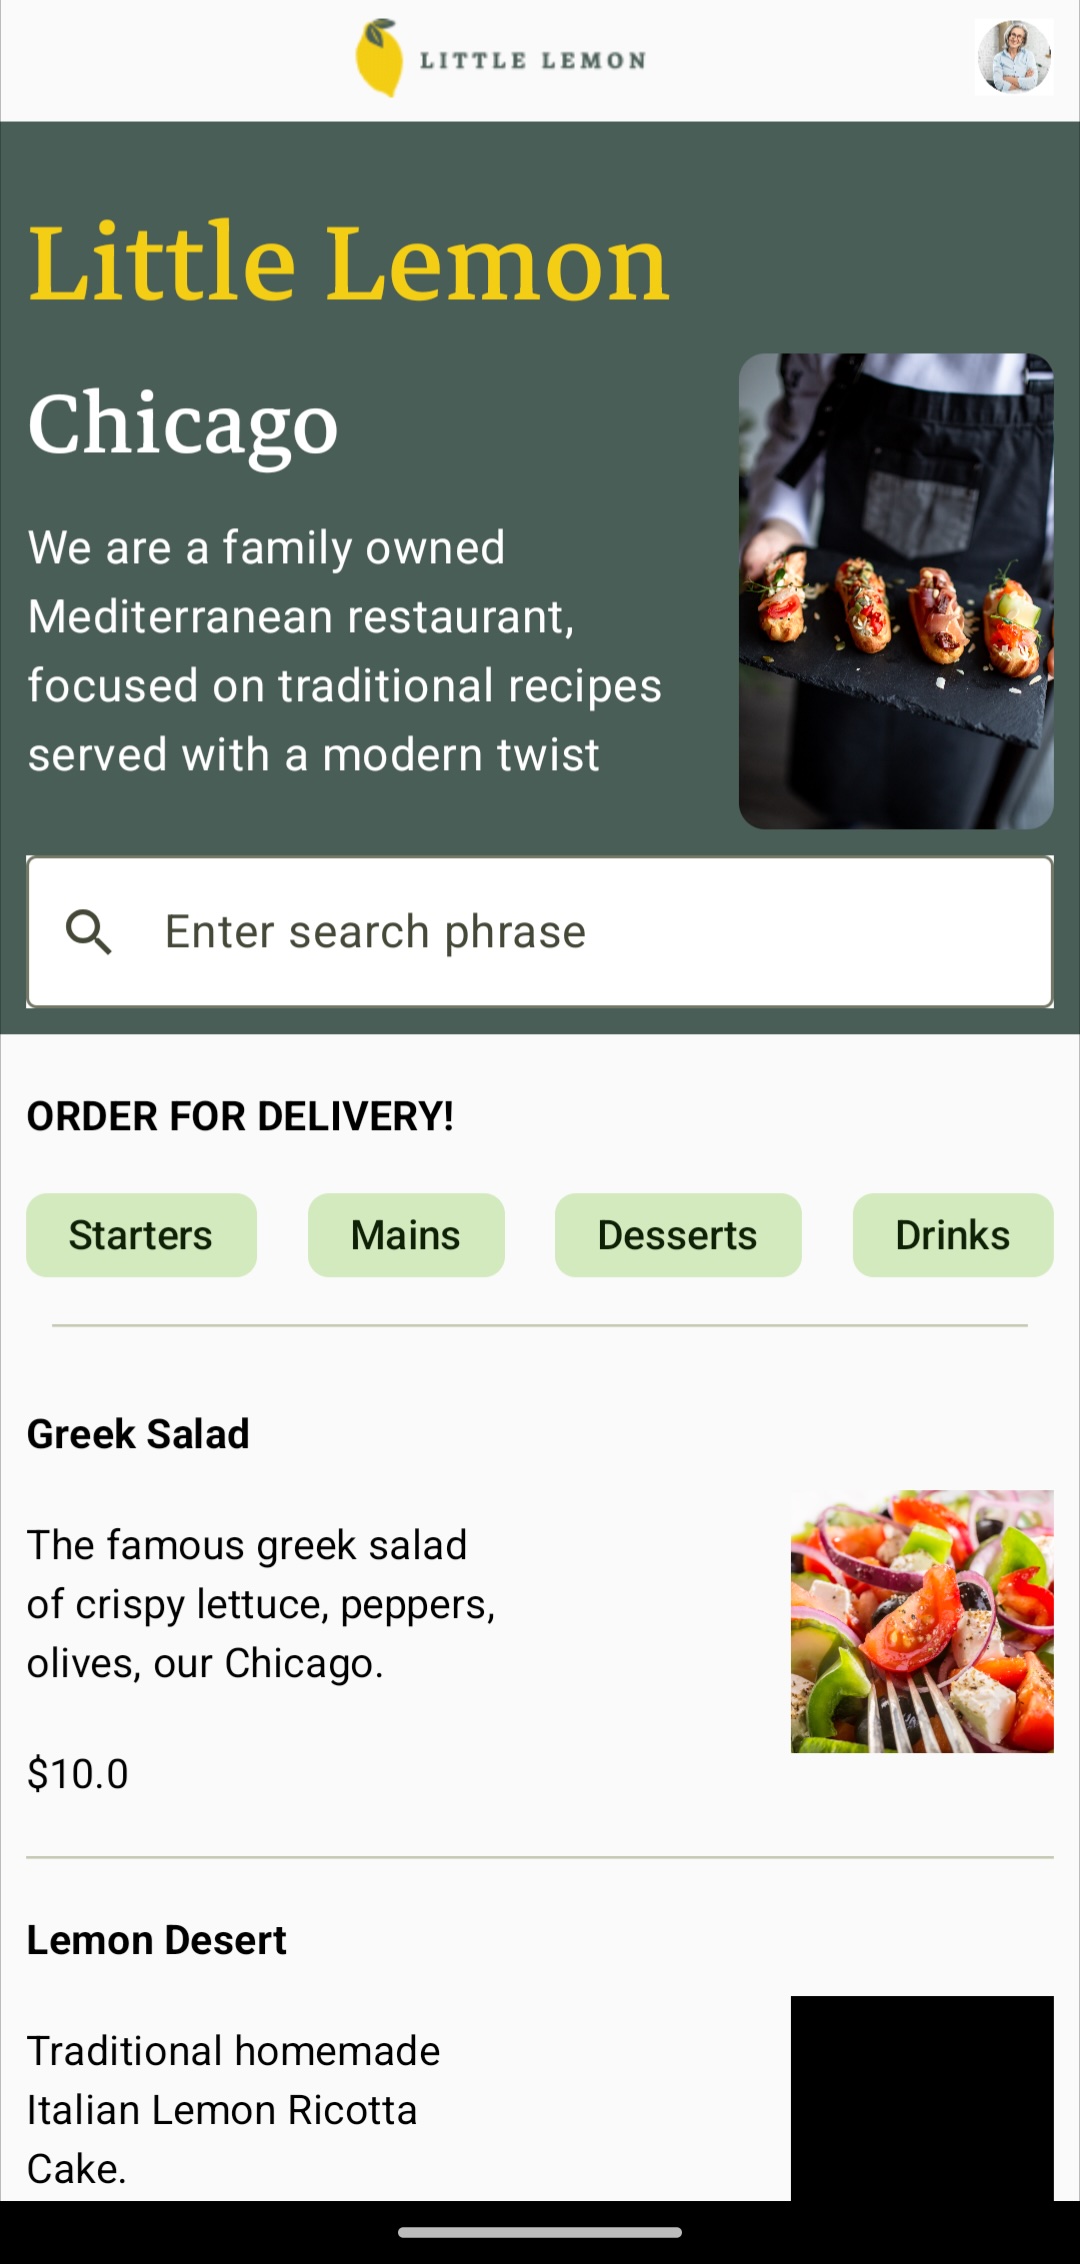 LITTLE LEMON
Little Lemon
Chicago
We are a family owned
Mediterranean restaurant,
focused on traditional recipes
served with a modern twist
Enter search phrase
ORDER FOR DELIVERY!
Starters Mains Desserts Drinks
Greek Salad
The famous greek salad
of crispy lettuce, peppers,
olives, our Chicago.
$10.0
Lemon Desert
Traditional homemade
Italian Lemon Ricotta
Cake.